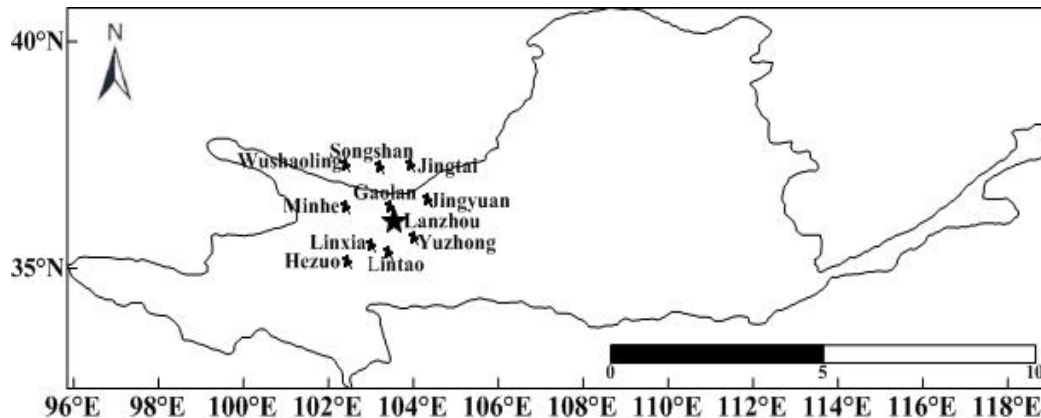 N
40°N
Songshan
Wushaoling
Jingtai
Gaolan
Minhe
Jingyuan
Lanzhou
Linxia
Yuzhong
Hezuo
Lintao
35°N
0
5
10
96°E
98°E
100°E
102°E
104°E
106°E
108°E
110°E
112°E
114°E
116°E
118°E